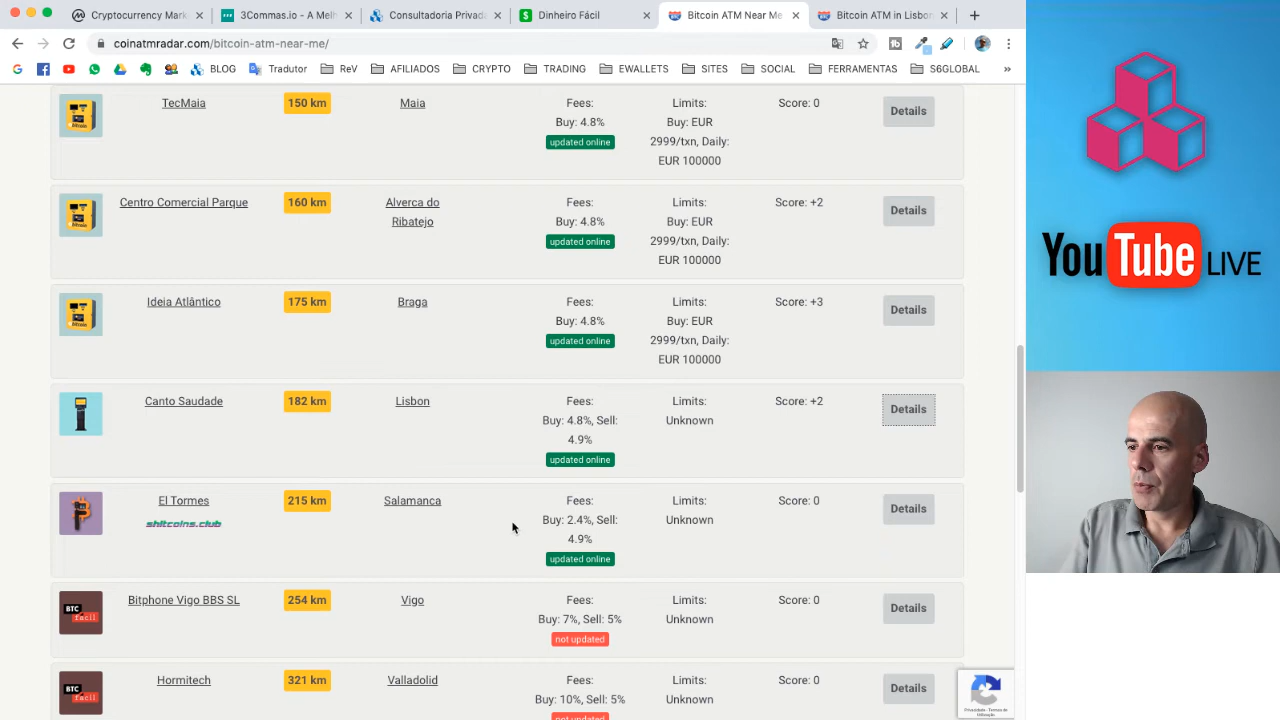 Cryptocurrency Mark
3Commas.io - A Melh
Consultadoria Privad
Dinheiro Fácil
Bitcoin ATM Near Me
Bitcoin ATM in Lisbon
coinatmradar.com/bitcoin-atm-near-me/
BLOG
Tradutor
ReV
AFILIADOS
CRYPTO
TRADING
EWALLETS
SITES
SOCIAL
FERRAMENTAS
S6GLOBAL
»
TecMaia 150 km Maia Fees: Limits: Score: 0 Details
Buy: 4.8% Buy: EUR
updated online 2999/txn, Daily:
EUR 100000
Centro Comercial Parque 160 km Alverca do Fees: Limits: Score: +2 Details
Ribatejo Buy: 4.8% Buy: EUR
updated online 2999/txn, Daily:
EUR 100000
Ideia Atlântico 175 km Braga Fees: Limits: Score: +3 Details
Buy: 4.8% Buy: EUR
updated online 2999/txn, Daily:
EUR 100000
Canto Saudade 182 km Lisbon Fees: Limits: Score: +2 Details
Buy: 4.8%, Sell: Unknown
4.9%
updated online
El Tormes 215 km Salamanca Fees: Limits: Score: 0 Details
shitcoins.club Buy: 2.4%, Sell: Unknown
4.9%
updated online
BTC
facil
Bitphone Vigo BBS SL 254 km Vigo Fees: Limits: Score: 0 Details
Buy: 7%, Sell: 5% Unknown
not updated
BTC
facil
Hormitech 321 km Valladolid Fees: Limits: Score: 0 Details
Buy: 10%, Sell: 5% Unknown
not updated
YouTube LIVE
Privacidade - Termos de
Utilização